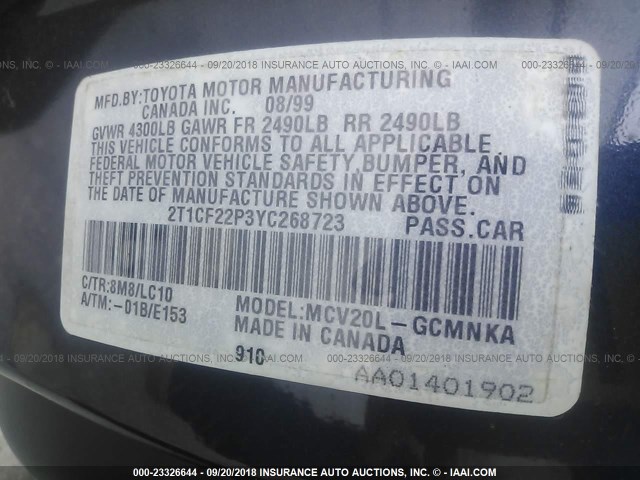 00-23326644 - 09/20/2018 INSURANCE AUTO AUCTIONS, INC. - © - IAAI.COM
MFD.BY:TOYOTA MOTOR MANUFACTURING
CANADA INC. 08/99
GVWR 4300LB GAWR FR 2490LB RR 2490LB
THIS VEHICLE CONFORMS TO ALL APPLICABLE
FEDERAL MOTOR VEHICLE SAFETY,BUMPER, AND
THEFT PREVENTION STANDARDS IN EFFECT ON
THE DATE OF MANUFACTURE SHOWN ABOVE.
2T1CF22P3YC268723 PASS.CAR
C/TR:8M8/LC10
A/TM:-01B/E153
MODEL:MCV20L-GCMNKA
MADE IN CANADA
910
AA01401902
000-23326644 - 09/20/2018 INSURANCE AUTO AUCTIONS, INC. - © - IAAI.COM